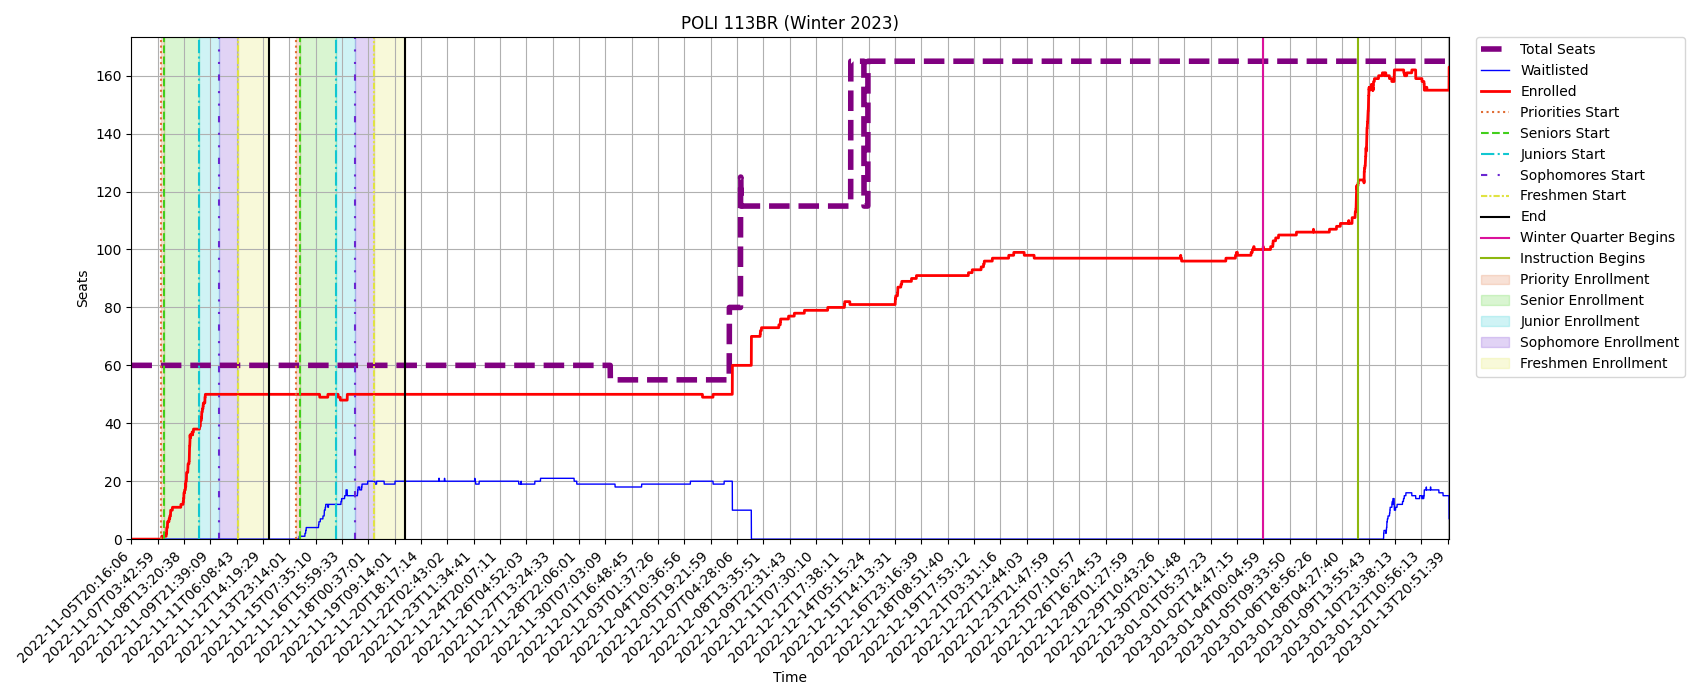 POLI 113BR (Winter 2023)
Seats
160
140
120
100
80
60
40
20
0
2022-11-05T20:16:06
2022-11-07T03:42:59
2022-11-08T13:20:38
2022-11-09T21:39:09
2022-11-11T06:08:43
2022-11-12T14:19:29
2022-11-13T23:14:01
2022-11-15T07:35:10
2022-11-16T15:59:33
2022-11-18T00:37:01
2022-11-19T09:14:01
2022-11-20T18:17:14
2022-11-22T02:43:02
2022-11-23T11:34:41
2022-11-24T20:07:11
2022-11-26T04:52:03
2022-11-27T13:24:33
2022-11-28T22:06:01
2022-11-30T07:03:09
2022-12-01T16:48:45
2022-12-03T01:37:26
2022-12-04T10:36:56
2022-12-05T19:21:59
2022-12-07T04:28:06
2022-12-08T13:35:51
2022-12-09T22:31:43
2022-12-11T07:30:10
2022-12-12T17:38:11
2022-12-14T05:15:24
2022-12-15T14:13:31
2022-12-16T23:16:39
2022-12-18T08:51:40
2022-12-19T17:53:12
2022-12-21T03:31:16
2022-12-22T12:44:03
2022-12-23T21:47:59
2022-12-25T07:10:57
2022-12-26T16:24:53
2022-12-28T01:27:59
2022-12-29T10:43:26
2022-12-30T20:11:48
2023-01-01T05:37:23
2023-01-02T14:47:15
2023-01-04T00:04:59
2023-01-05T09:33:50
2023-01-06T18:56:26
2023-01-08T04:27:40
2023-01-09T13:55:43
2023-01-10T23:38:13
2023-01-12T10:56:13
2023-01-13T20:51:39
Time
Total Seats
Waitlisted
Enrolled
Priorities Start
Seniors Start
Juniors Start
Sophomores Start
Freshmen Start
End
Winter Quarter Begins
Instruction Begins
Priority Enrollment
Senior Enrollment
Junior Enrollment
Sophomore Enrollment
Freshmen Enrollment